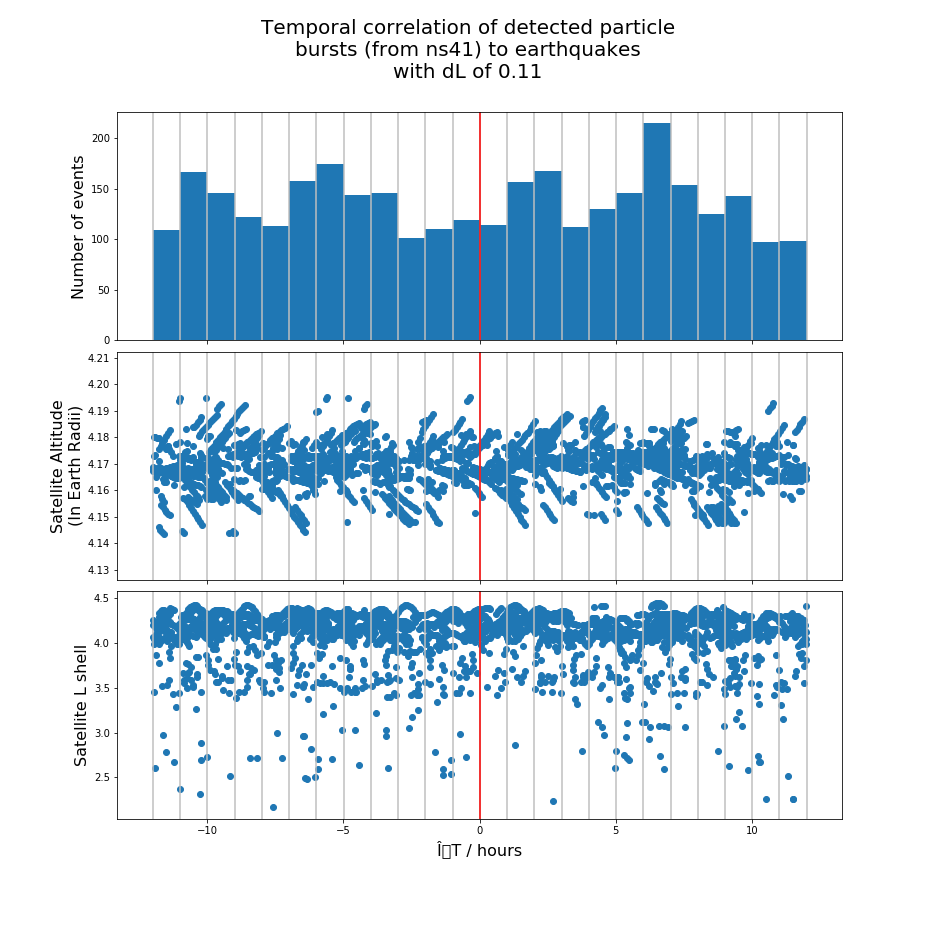 Temporal correlation of detected particle
bursts (from ns41) to earthquakes
with dL of 0.11
Number of events
200
150
100
50
0
Satellite Altitude
(In Earth Radii)
4.21
4.20
4.19
4.18
4.17
4.16
4.15
4.14
4.13
Satellite L shell
4.5
4.0
3.5
3.0
2.5
−10 −5 0 5 10
Î▯T / hours